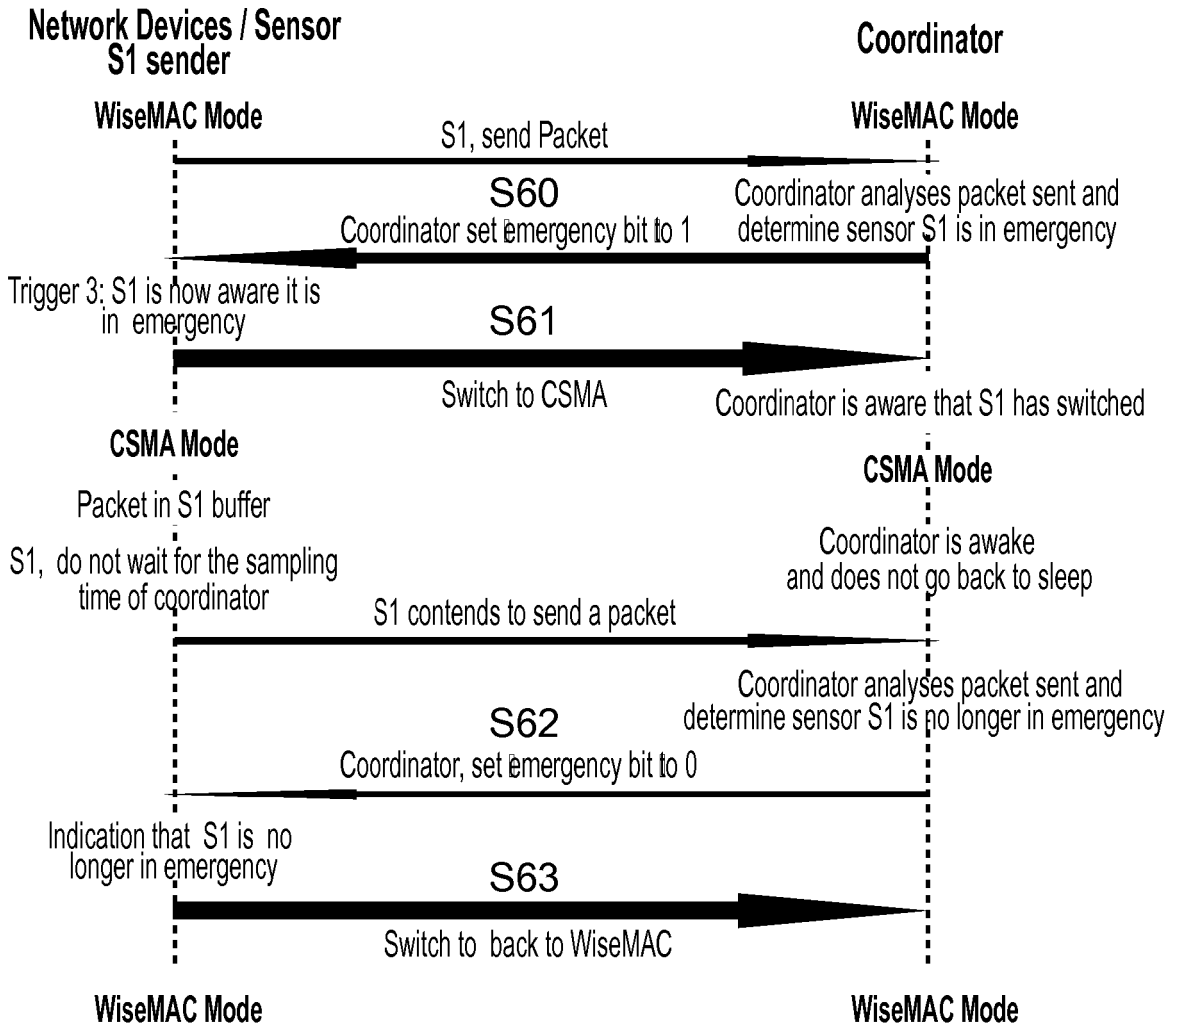 Network Devices / Sensor
S1 sender
Coordinator
WiseMAC Mode
WiseMAC Mode
S1, send Packet
S60
Coordinator analyses packet sent and
determine sensor S1 is in emergency
Coordinator set emergency bit to 1
Trigger 3: S1 is now aware it is
in emergency
S61
Switch to CSMA
Coordinator is aware that S1 has switched
CSMA Mode
CSMA Mode
Packet in S1 buffer
S1, do not wait for the sampling
time of coordinator
Coordinator is awake
and does not go back to sleep
S1 contends to send a packet
Coordinator analyses packet sent and
determine sensor S1 is no longer in emergency
S62
Coordinator, set emergency bit to 0
Indication that S1 is no
longer in emergency
S63
Switch to back to WiseMAC
WiseMAC Mode
WiseMAC Mode